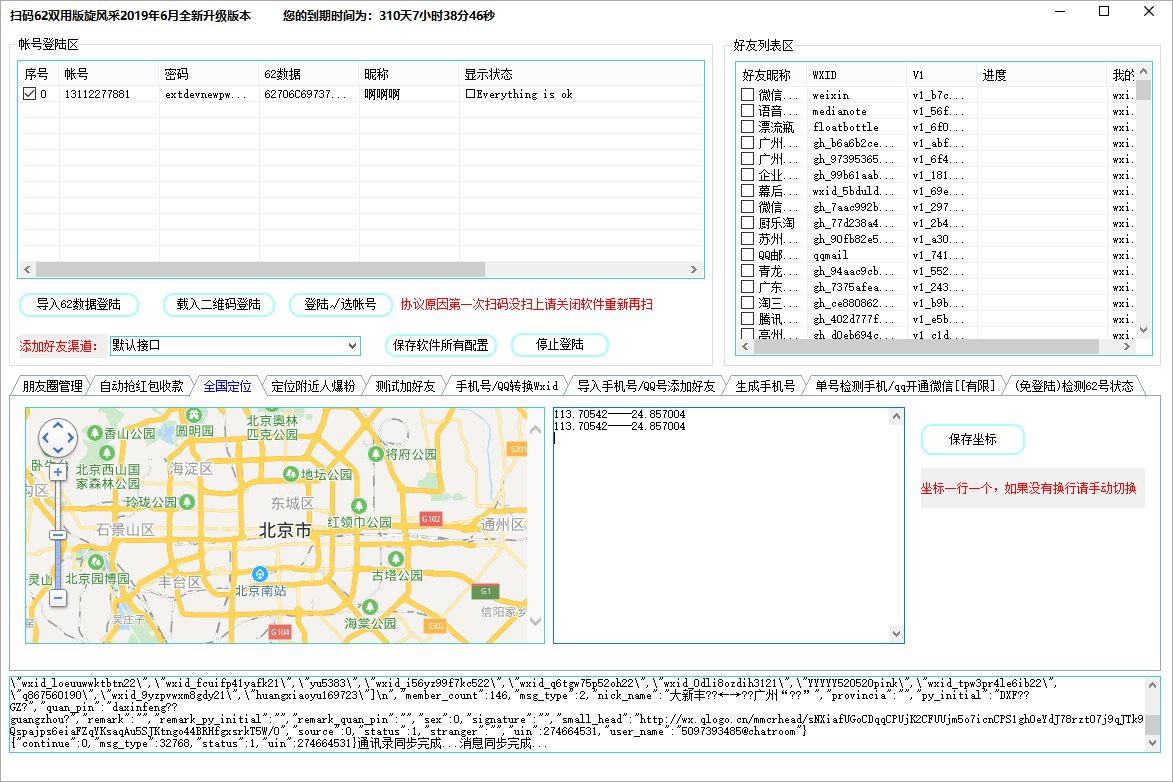 扫码62双用版旋风采2019年6月全新升级版本 您的到期时间为：310天7小时38分46秒
帐号登陆区
序号 帐号 密码 62数据 昵称 显示状态
0 13112277881 extdevnewpw... 62706C69737... 啊啊啊 口Everything is ok
导入62数据登陆 载入二维码登陆 登陆√选帐号 协议原因第一次扫码没扫上请关闭软件重新再扫
添加好友渠道： 默认接口 保存软件所有配置 停止登陆
好友列表区
好友昵称 WXID V1 进度 我的
微信... weixin v1_b7c... wxi.
语音... medianote v1_56f... wxi.
漂流瓶 floatbottle v1_6f0... wxi.
广州... gh_b6a6b2ce... v1_abf... wxi.
广州... gh_97395365... v1_6f4... wxi.
企业... gh_99b61aab... v1_181... wxi.
幕后... wxid_5bduld... v1_69e... wxi.
微信... gh_7aac992b... v1_297... wxi.
厨乐淘 gh_77d238a4... v1_2b4... wxi.
苏州... gh_90fb82e5... v1_a30... wxi.
QQ邮... qqmail v1_741... wxi.
青龙... gh_94aac9cb... v1_552... wxi.
广东... gh_7375afea... v1_243... wxi.
淘三... gh_ce880862... v1_b9b... wxi.
腾讯... gh_402d777f... v1_e5b... wxi.
亳州... gh_d0eb694c... v1_c1d... wxi.
朋友圈管理 自动抢红包收款 全国定位 定位附近人爆粉 测试加好友 手机号/QQ转换Wxid 导入手机号/QQ号添加好友 生成手机号 单号检测手机/qq开通微信[[有限] (免登陆)检测62号状态
香山公园
圆明园
北京奥林
匹克公园
将府公园
S201
北京西山国
家森林公园
海淀区
地坛公园
玲珑公园
东城区
石景山区
北京市
红领巾公园
G102
通州区
灵山
北京园博园
丰台区
北京南站
古塔公园
G1
吴庄子
信阳家乡
海棠公园
S302
G104
113.70542——24.857004
113.70542——24.857004
保存坐标
坐标一行一个，如果没有换行请手动切换
\"wxid_loeuuwwktbtn22\",\"wxid_fcuifp41yafk21\",\"yu5383\",\"wxid_i56yz99f7kc522\",\"wxid_q6tgw75p52oh22\",\"wxid_0dli8ozdih3121\",\"YYYYY520520pink\",\"wxid_tpw3pr4le6ih22\",
\"q867560190\",\"wxid_9yzpvwxm8gdy21\",\"huangxiaoyu169723\"]\n","member_count":146,"msg_type":2,"nick_name":"大新丰??←→??广州“??”","provincia":"","py_initial":"DXF??
GZ?","quan_pin":"daxinfeng??
guangzhou?","remark":"","remark_py_initial":"","remark_quan_pin":"","sex":0,"signature":"","small_head":"http://wx.qlogo.cn/mmcrhead/sNXiafUGoCDqqCPUjK2CFUUjmSo7icnCPS1ghOeYdJ78rztO7j9qJTk9
Qspajps6eiaFZqYKsaqAu5SJKtngo44BRHfgxsrkT5W/0","source":0,"status":1,"stranger":"","uin":274664531,"user_name":"5097393485@chatroom"}
{"continue":0,"msg_type":32768,"status":1,"uin":274664531}通讯录同步完成...消息同步完成...